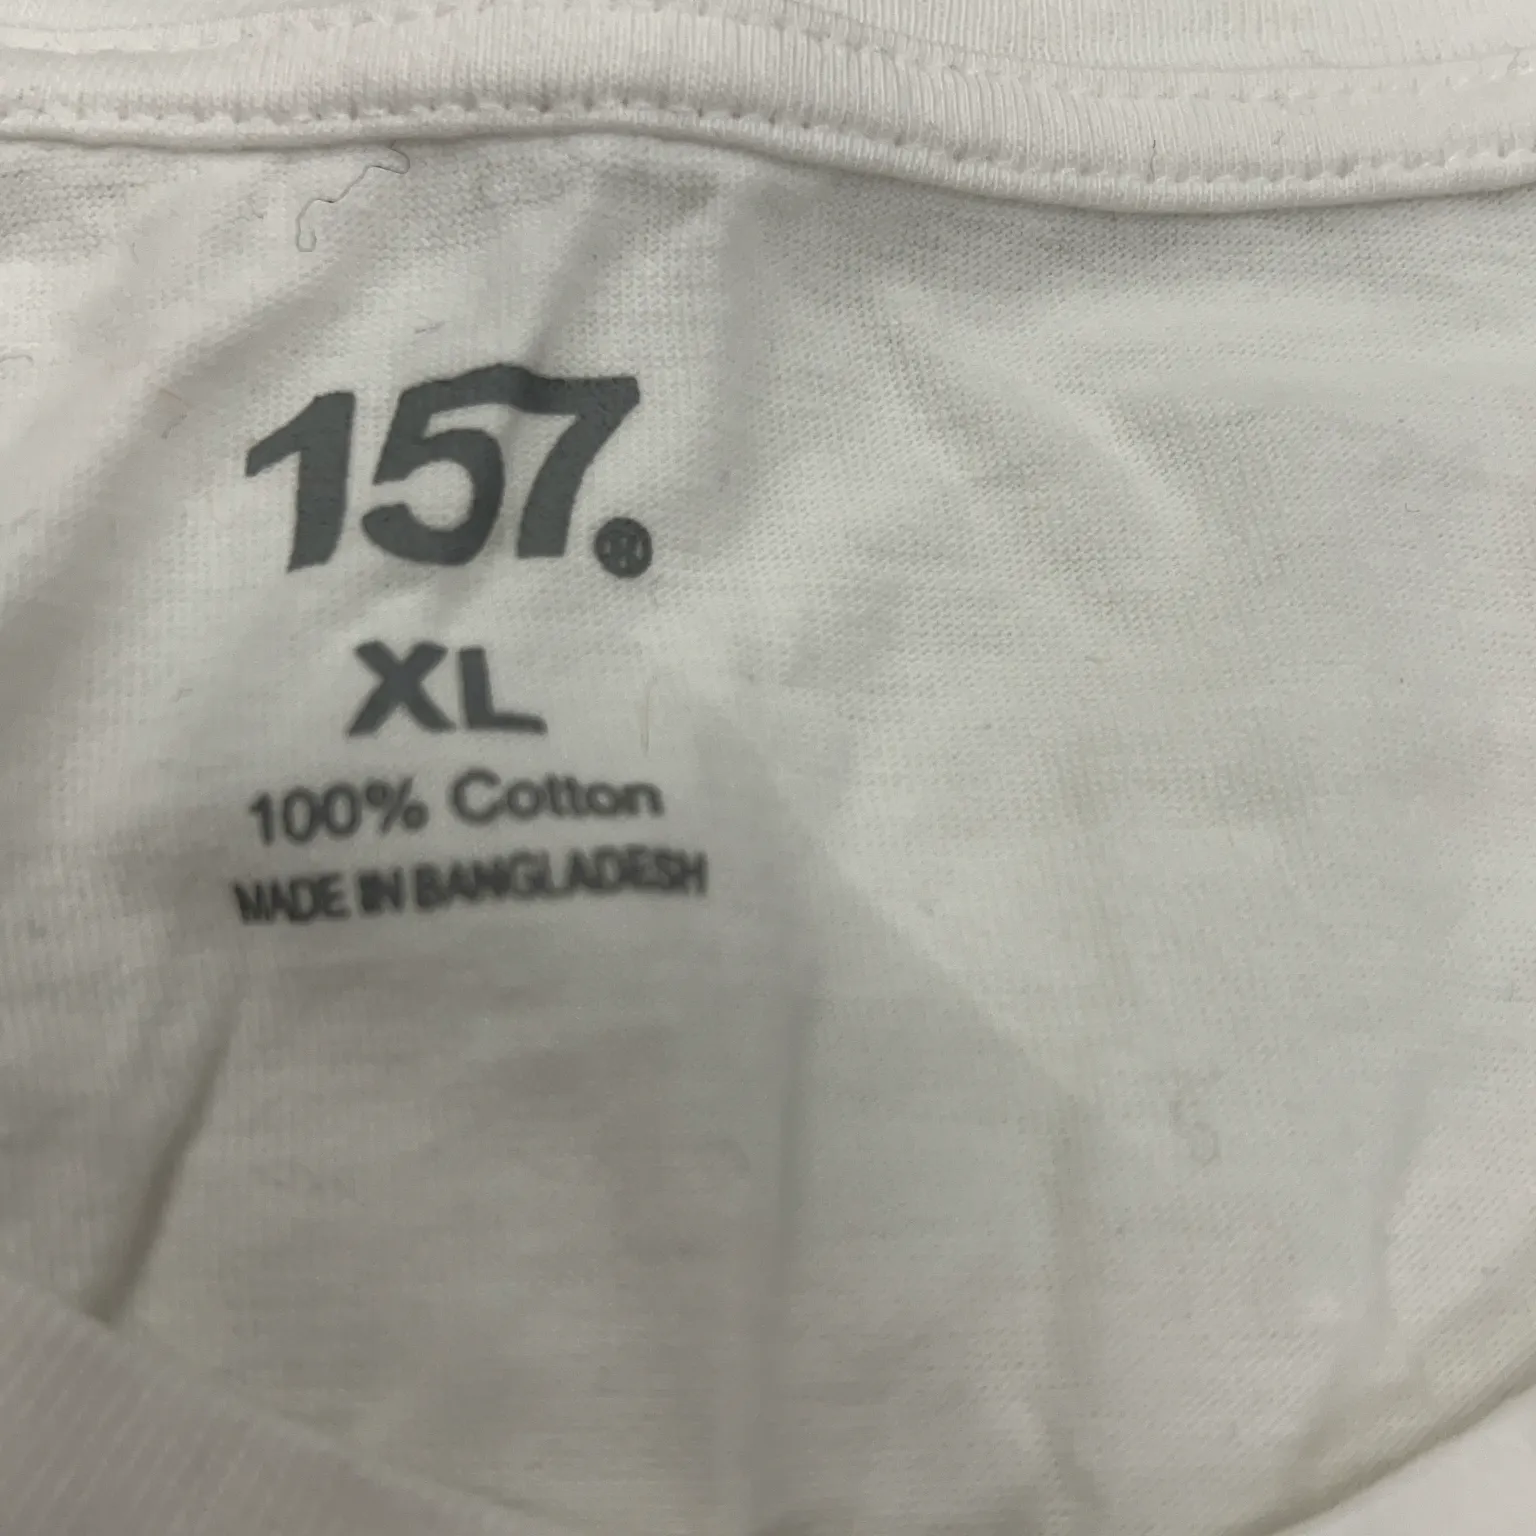 157.
XL
100% Cotton
MADE IN BANGLADESH